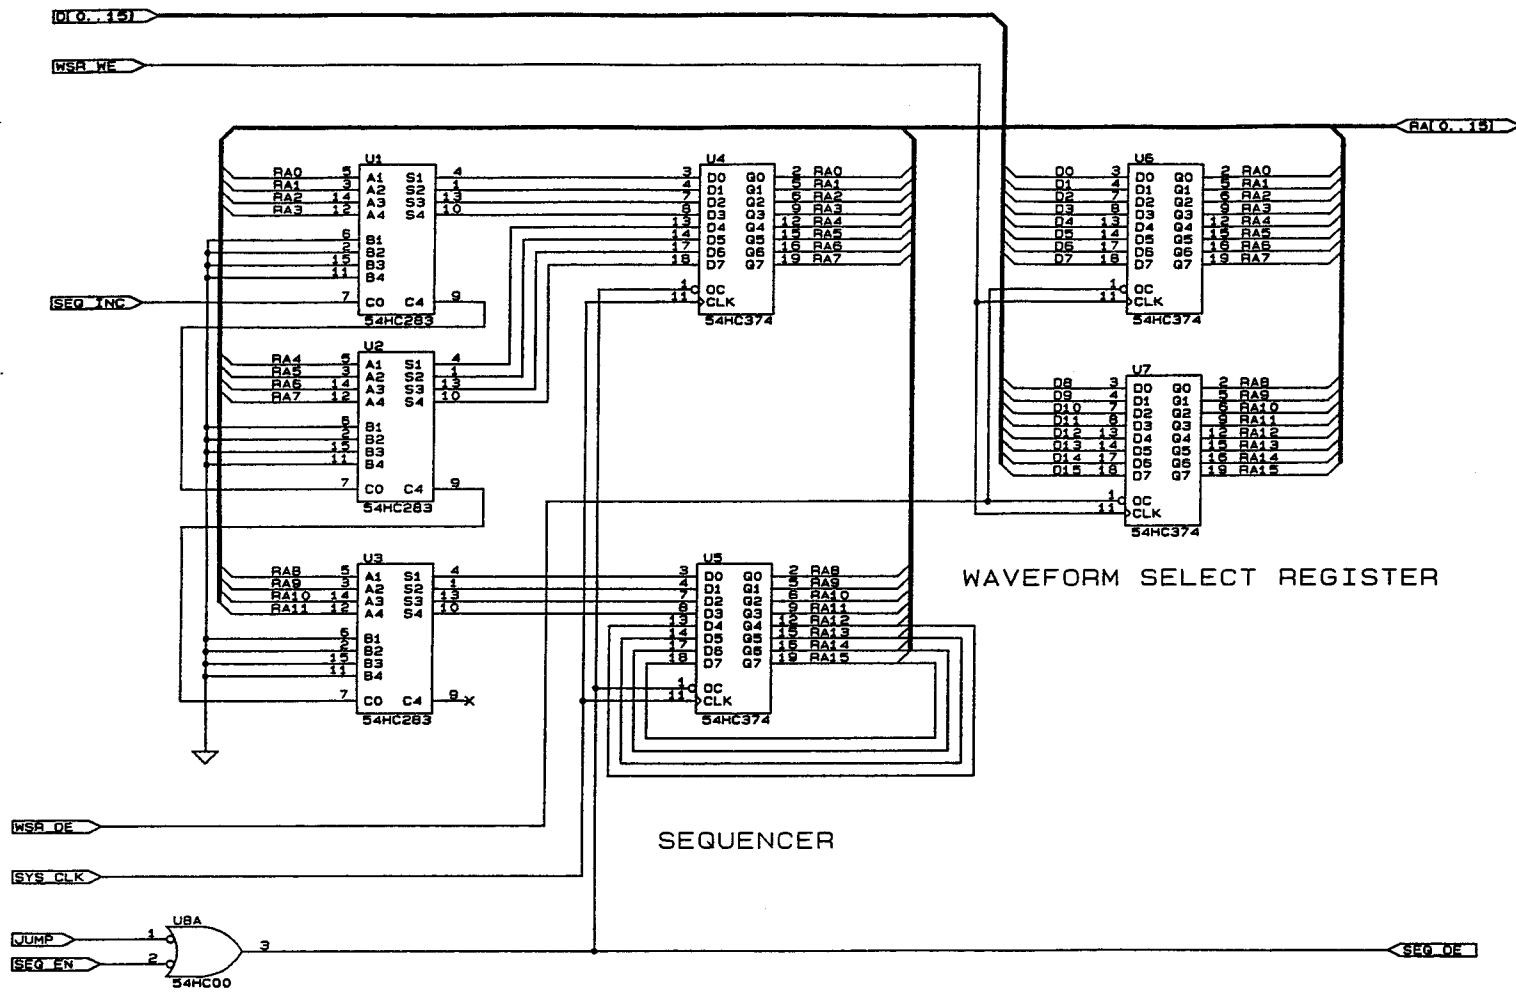 D[0..15]
WSR_WE
RA[0..15]
U1
RA0 5 A1 S1 4
RA1 3 A2 S2 1
RA2 14 A3 S3 13
RA3 12 A4 S4 10
6 B1
2 B2
15 B3
11 B4
SEQ_INC 7 C0 C4 9
54HC283
U2
RA4 5 A1 S1 4
RA5 3 A2 S2 1
RA6 14 A3 S3 13
RA7 12 A4 S4 10
6 B1
2 B2
15 B3
11 B4
7 C0 C4 9
54HC283
U3
RA8 5 A1 S1 4
RA9 3 A2 S2 1
RA10 14 A3 S3 13
RA11 12 A4 S4 10
6 B1
2 B2
15 B3
11 B4
7 C0 C4 9
54HC283
U4
3 D0 Q0 2 RA0
4 D1 Q1 5 RA1
7 D2 Q2 6 RA2
8 D3 Q3 9 RA3
13 D4 Q4 12 RA4
14 D5 Q5 15 RA5
17 D6 Q6 16 RA6
18 D7 Q7 19 RA7
1 OC
11 CLK
54HC374
U5
3 D0 Q0 2 RA8
4 D1 Q1 5 RA9
7 D2 Q2 6 RA10
8 D3 Q3 9 RA11
13 D4 Q4 12 RA12
14 D5 Q5 15 RA13
17 D6 Q6 16 RA14
18 D7 Q7 19 RA15
1 OC
11 CLK
54HC374
U6
D0 3 D0 Q0 2 RA0
D1 4 D1 Q1 5 RA1
D2 7 D2 Q2 6 RA2
D3 8 D3 Q3 9 RA3
D4 13 D4 Q4 12 RA4
D5 14 D5 Q5 15 RA5
D6 17 D6 Q6 16 RA6
D7 18 D7 Q7 19 RA7
1 OC
11 CLK
54HC374
U7
D8 3 D0 Q0 2 RA8
D9 4 D1 Q1 5 RA9
D10 7 D2 Q2 6 RA10
D11 8 D3 Q3 9 RA11
D12 13 D4 Q4 12 RA12
D13 14 D5 Q5 15 RA13
D14 17 D6 Q6 16 RA14
D15 18 D7 Q7 19 RA15
1 OC
11 CLK
54HC374
WAVEFORM SELECT REGISTER
WSR_OE
SEQUENCER
SYS_CLK
U8A
JUMP 1
3
SEQ_EN 2
54HC00
SEQ_OE